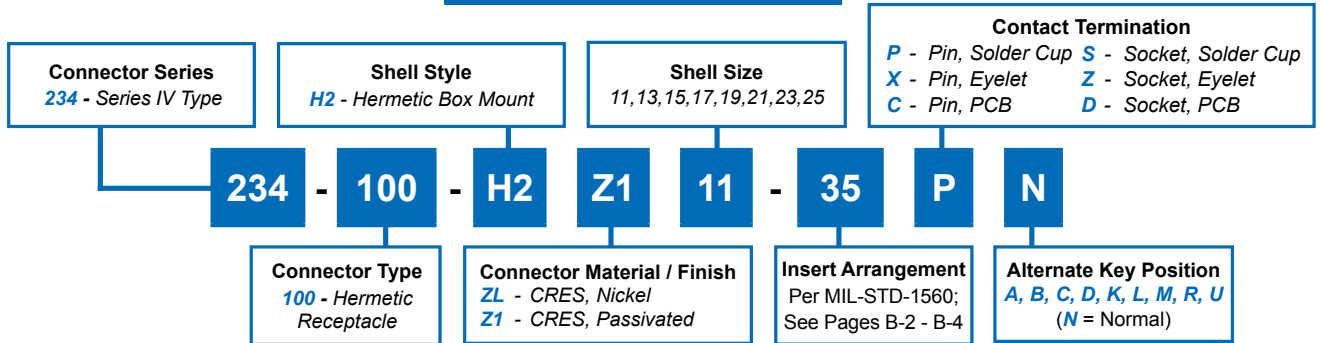 Connector Series
234 - Series IV Type
Shell Style
H2 - Hermetic Box Mount
Shell Size
11,13,15,17,19,21,23,25
Contact Termination
P - Pin, Solder Cup S - Socket, Solder Cup
X - Pin, Eyelet Z - Socket, Eyelet
C - Pin, PCB D - Socket, PCB
234 - 100 - H2 Z1 11 - 35 P N
Connector Type
100 - Hermetic
Receptacle
Connector Material / Finish
ZL - CRES, Nickel
Z1 - CRES, Passivated
Insert Arrangement
Per MIL-STD-1560;
See Pages B-2 - B-4
Alternate Key Position
A, B, C, D, K, L, M, R, U
(N = Normal)